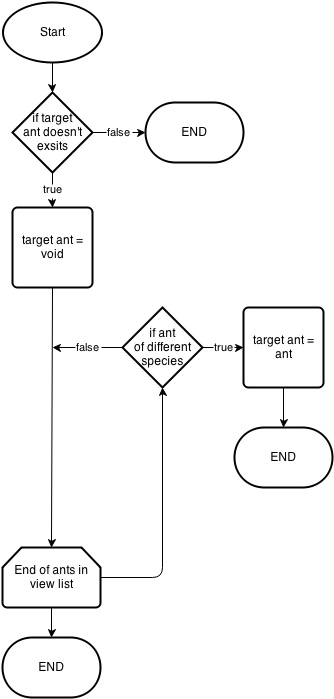 Start
if target
ant doesn't
exsits
false
END
true
target ant =
void
if ant
of different
species
false
true
target ant =
ant
END
End of ants in
view list
END